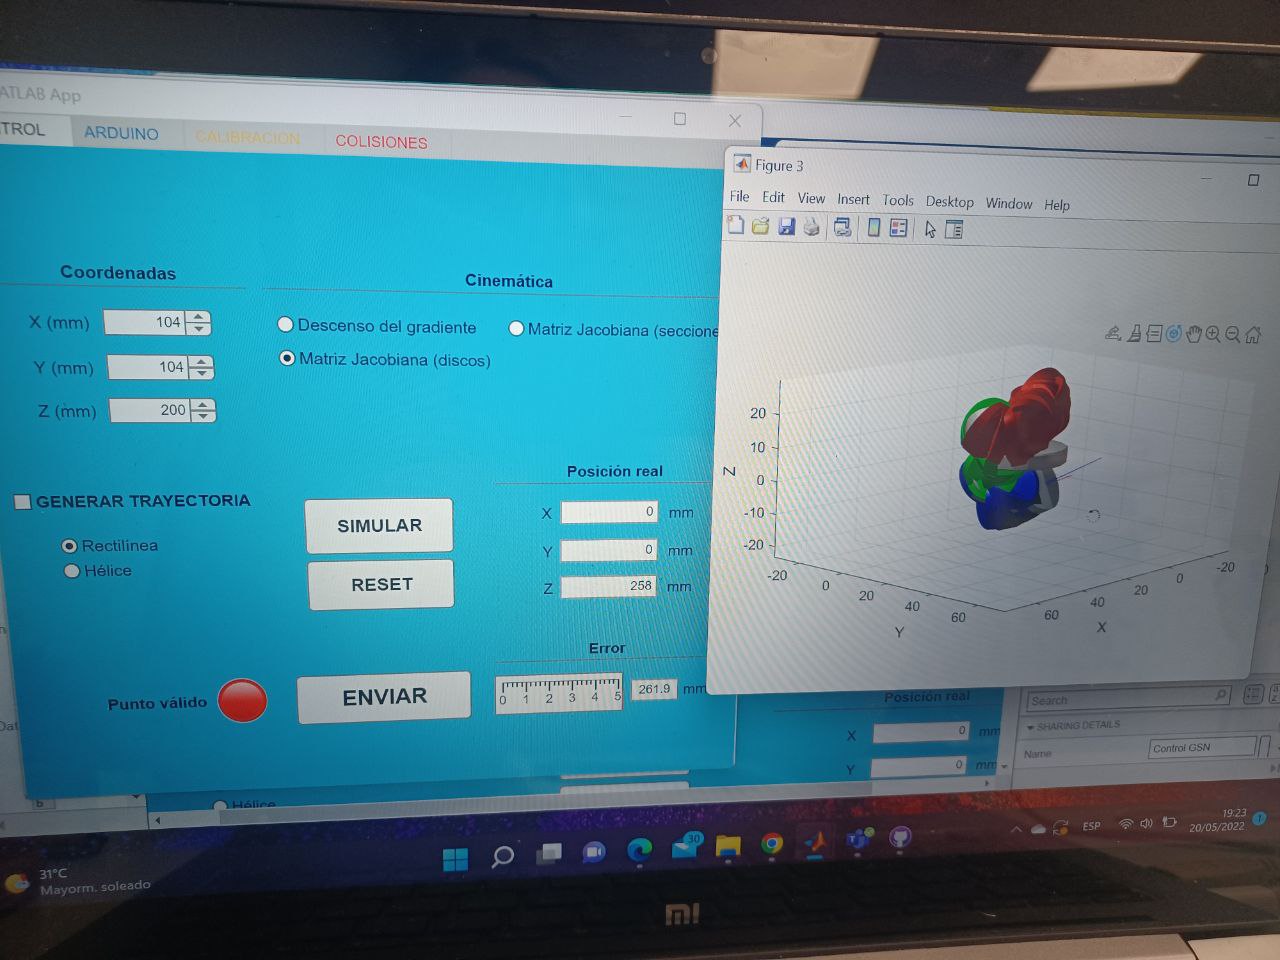 ATLAB App
TROL ARDUINO CALIBRACION COLISIONES
Coordenadas
Cinemática
X (mm) 104
Y (mm) 104
Z (mm) 200
Descenso del gradiente
Matriz Jacobiana (seccione
Matriz Jacobiana (discos)
GENERAR TRAYECTORIA
Rectilinea
Hélice
SIMULAR
RESET
Posición real
X 0 mm
Y 0 mm
Z 258 mm
Error
0 1 2 3 4 5
261.9 mm
Punto válido
ENVIAR
Figure 3
File Edit View Insert Tools Desktop Window Help
20
10
0
-10
-20
Z
-20 0 20 40 60
Y
60 40 20 0 -20
X
Posición real
X 0 mm
Y 0 mm
Hélice
Search
SHARING DETAILS
Name Control GSN
b
30
ESP
19:23
20/05/2022
1
31°C
Mayorm. soleado
mi